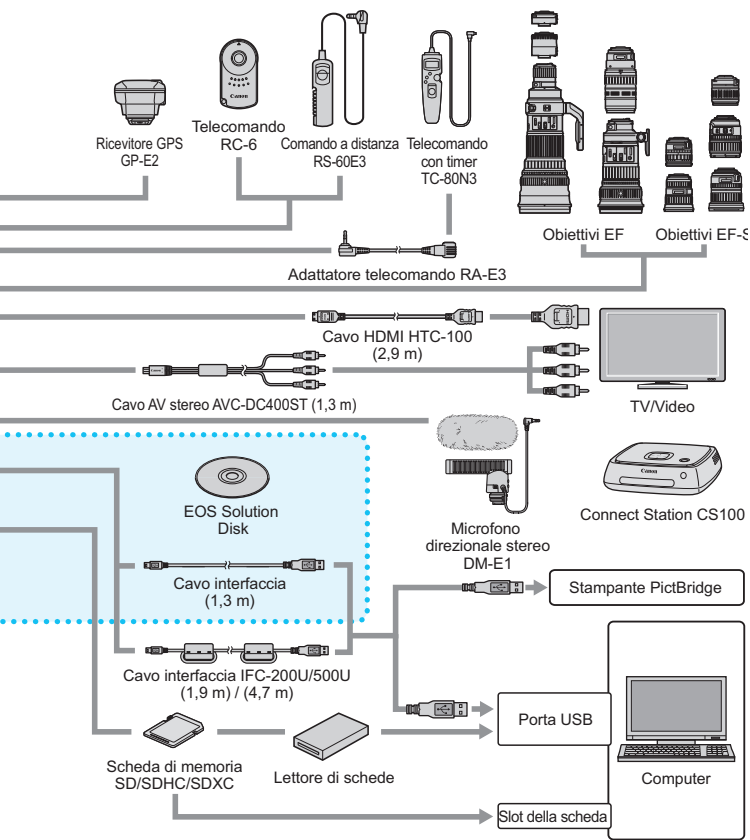 Canon
Ricevitore GPS
GP-E2
Telecomando
RC-6
Comando a distanza
RS-60E3
Telecomando
con timer
TC-80N3
Obiettivi EF
Obiettivi EF-S
Adattatore telecomando RA-E3
Cavo HDMI HTC-100
(2,9 m)
TV/Video
Cavo AV stereo AVC-DC400ST (1,3 m)
Canon
EOS Solution
Disk
Microfono
direzionale stereo
DM-E1
Connect Station CS100
Cavo interfaccia
(1,3 m)
Stampante PictBridge
Cavo interfaccia IFC-200U/500U
(1,9 m) / (4,7 m)
Porta USB
Scheda di memoria
SD/SDHC/SDXC
Lettore di schede
Computer
Slot della scheda